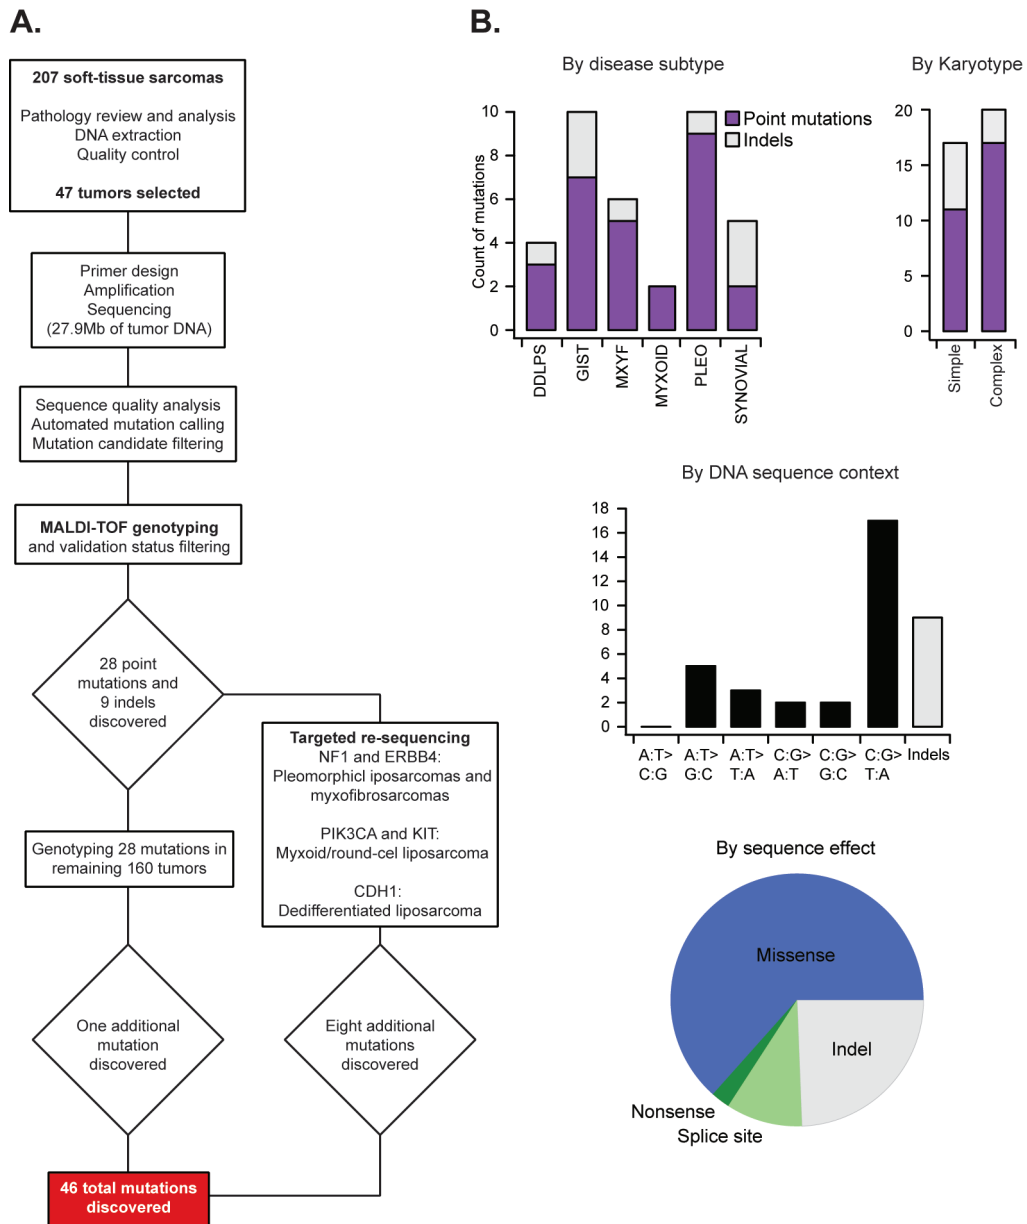 A.
207 soft-tissue sarcomas
Pathology review and analysis
DNA extraction
Quality control
47 tumors selected
Primer design
Amplification
Sequencing
(27.9Mb of tumor DNA)
Sequence quality analysis
Automated mutation calling
Mutation candidate filtering
MALDI-TOF genotyping
and validation status filtering
28 point
mutations and
9 indels
discovered
Targeted re-sequencing
NF1 and ERBB4:
Pleomorphicl iposarcomas and
myxofibrosarcomas
PIK3CA and KIT:
Myxoid/round-cel liposarcoma
CDH1:
Dedifferentiated liposarcoma
Genotyping 28 mutations in
remaining 160 tumors
One additional
mutation
discovered
Eight additional
mutations
discovered
46 total mutations
discovered
B.
By disease subtype
Count of mutations
10
8
6
4
2
0
DDLPS
GIST
MXYF
MYXOID
PLEO
SYNOVIAL
Point mutations
Indels
By Karyotype
20
15
10
5
0
Simple
Complex
By DNA sequence context
18
16
14
12
10
8
6
4
2
0
A:T> A:T> A:T> C:G> C:G> C:G> Indels
C:G G:C T:A A:T G:C T:A
By sequence effect
Missense
Indel
Nonsense
Splice site